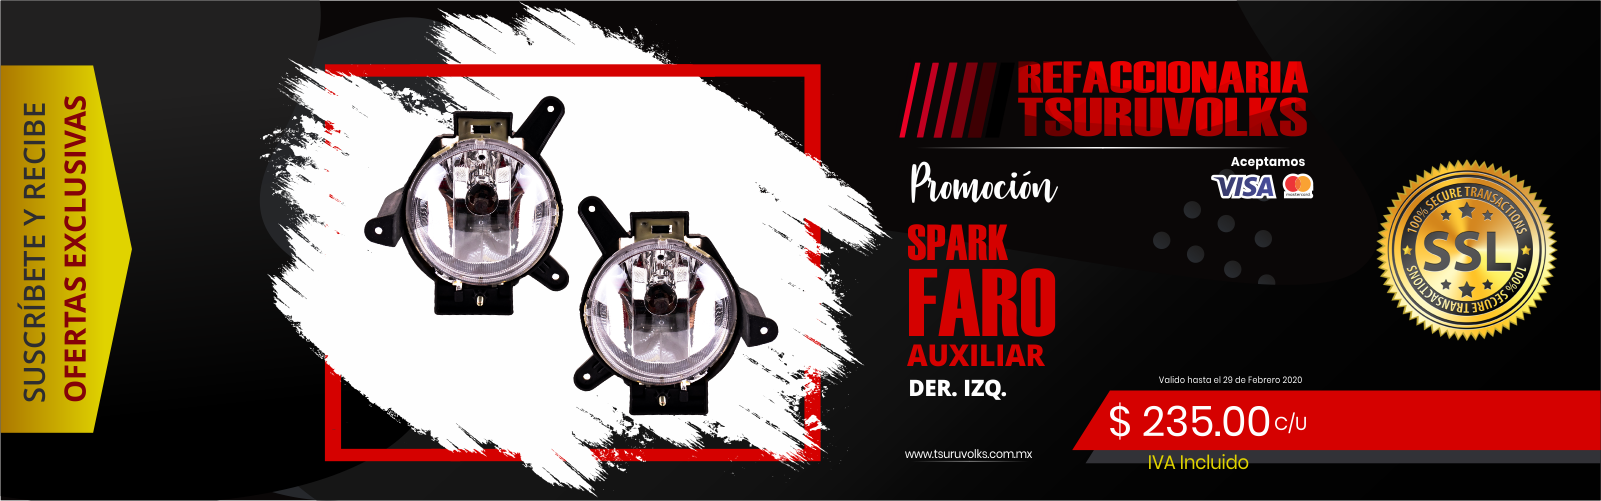 SUSCRÍBETE Y RECIBE
OFERTAS EXCLUSIVAS
REFACCIONARIA
TSURUVOLKS
Promoción
Aceptamos
VISA
mastercard
SPARK
FARO
AUXILIAR
DER. IZQ.
www.tsuruvolks.com.mx
100% SECURE TRANSACTIONS
SSL
100% SECURE TRANSACTIONS
Valido hasta el 29 de Febrero 2020
$ 235.00 C/U
IVA Incluido